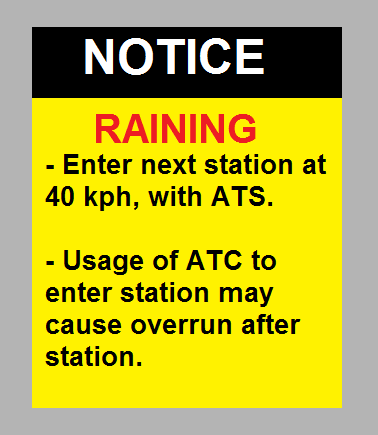 NOTICE
RAINING
- Enter next station at
40 kph, with ATS.
- Usage of ATC to
enter station may
cause overrun after
station.